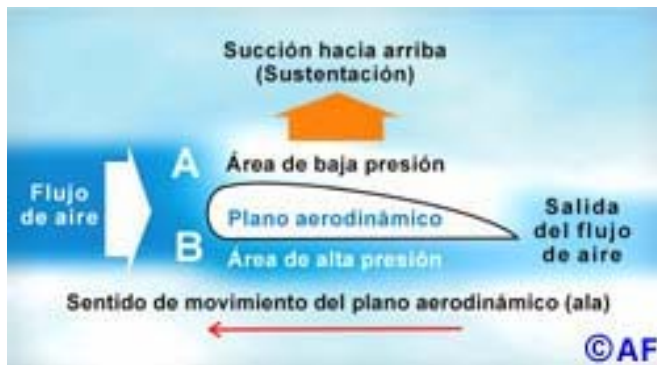 Succión hacia arriba
(Sustentación)
A
Área de baja presión
Flujo
de aire
Plano aerodinámico
B
Área de alta presión
Salida
del flujo
de aire
Sentido de movimiento del plano aerodinámico (ala)
©AF